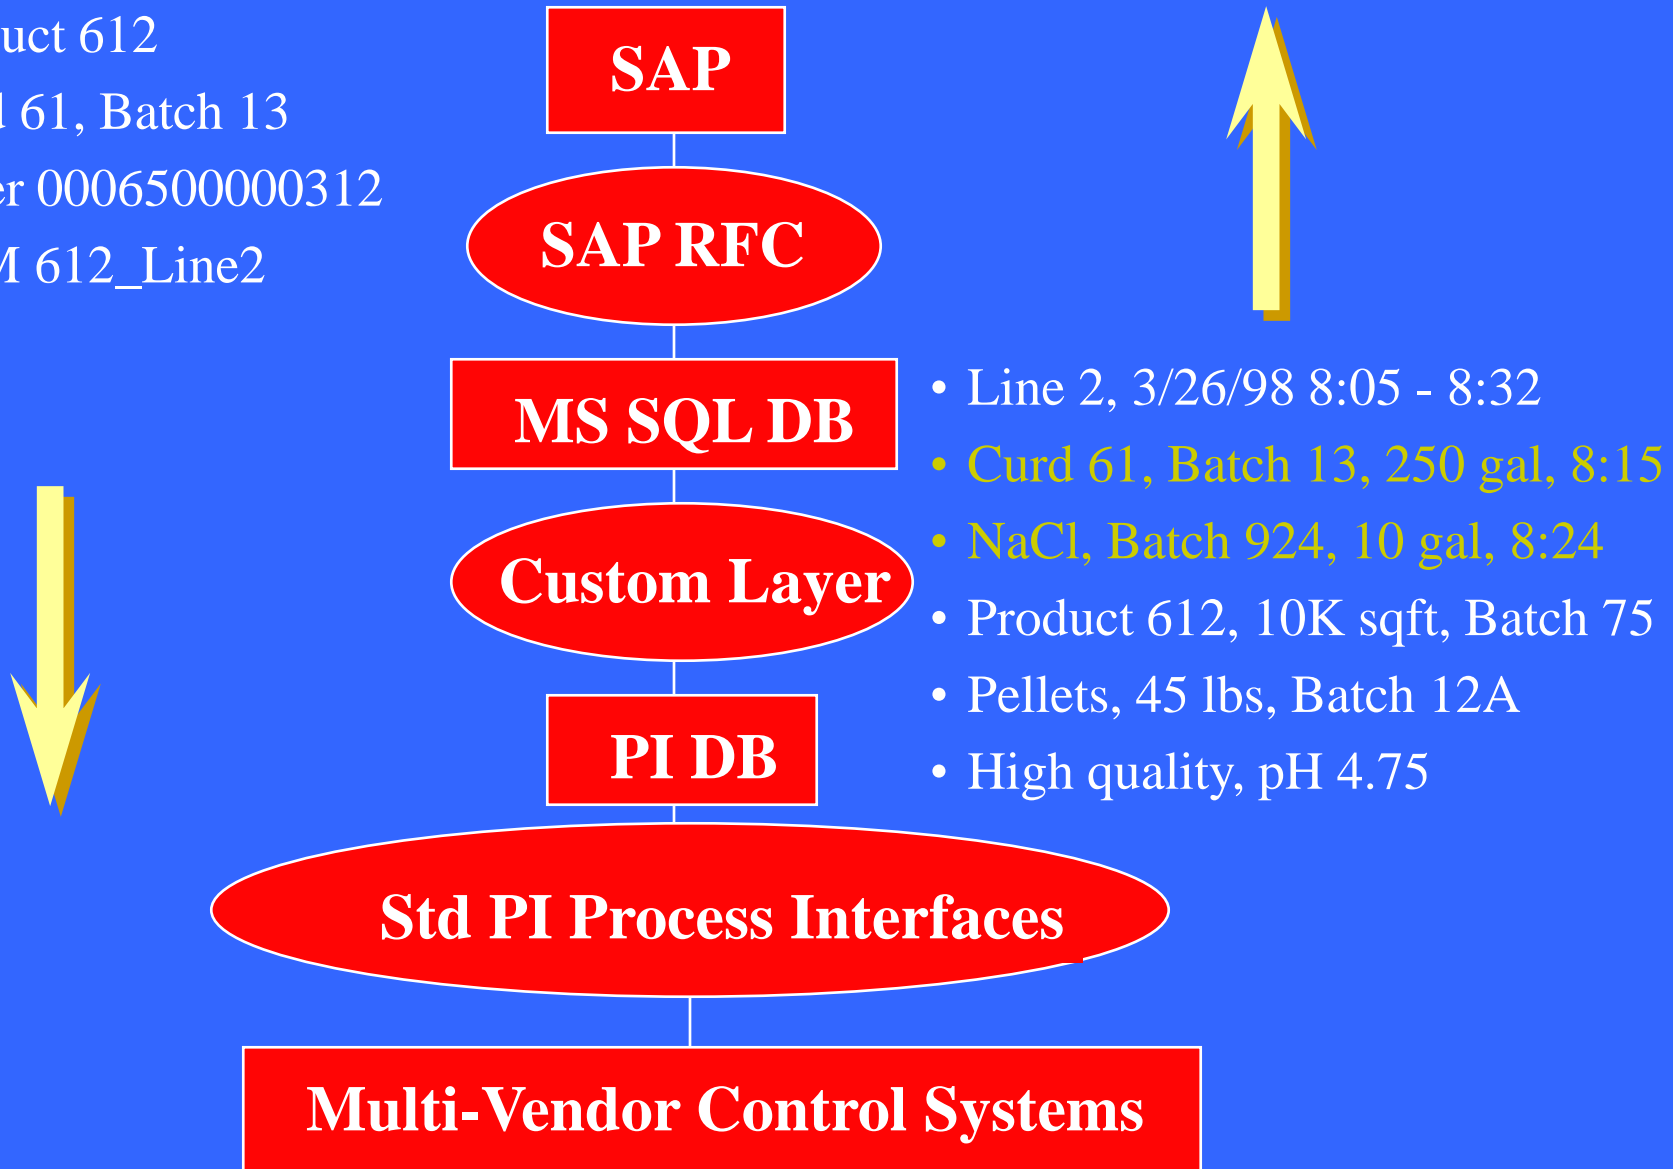 612
61, Batch 13
0006500000312
612_Line2
SAP
SAP RFC
MS SQL DB
Custom Layer
PI DB
Std PI Process Interfaces
Multi-Vendor Control Systems
• Line 2, 3/26/98 8:05 - 8:32
• Curd 61, Batch 13, 250 gal, 8:15
• NaCl, Batch 924, 10 gal, 8:24
• Product 612, 10K sqft, Batch 75
• Pellets, 45 lbs, Batch 12A
• High quality, pH 4.75